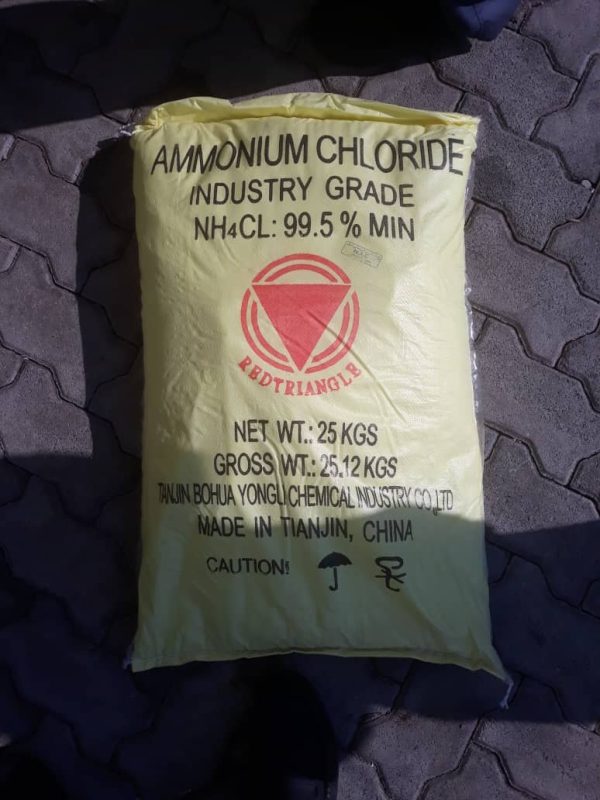 AMMONIUM CHLORIDE
INDUSTRY GRADE
NH₄CL: 99.5 % MIN
REDTRIANGLE
NET WT.: 25 KGS
GROSS WT.: 25.12 KGS
TIANJIN BOHUA YONGLI CHEMICAL INDUSTRY CO.,LTD
MADE IN TIANJIN, CHINA
CAUTION!